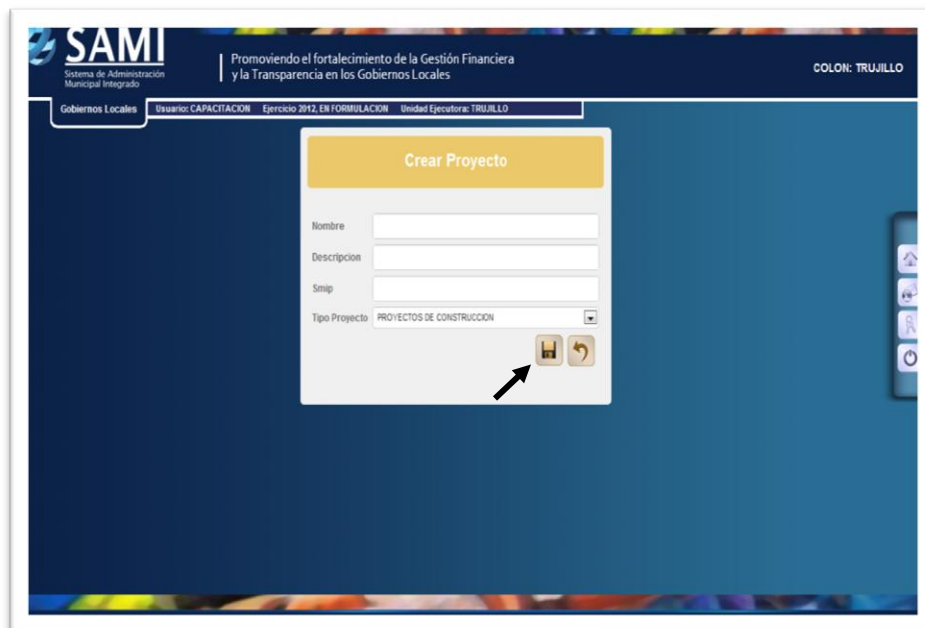 SAMI
Sistema de Administración
Municipal Integrado
Promoviendo el fortalecimiento de la Gestión Financiera
y la Transparencia en los Gobiernos Locales
COLON: TRUJILLO
Gobiernos Locales
Usuario: CAPACITACION Ejercicio 2012, EN FORMULACION Unidad Ejecutora: TRUJILLO
Crear Proyecto
Nombre
Descripcion
Smip
Tipo Proyecto PROYECTOS DE CONSTRUCCION